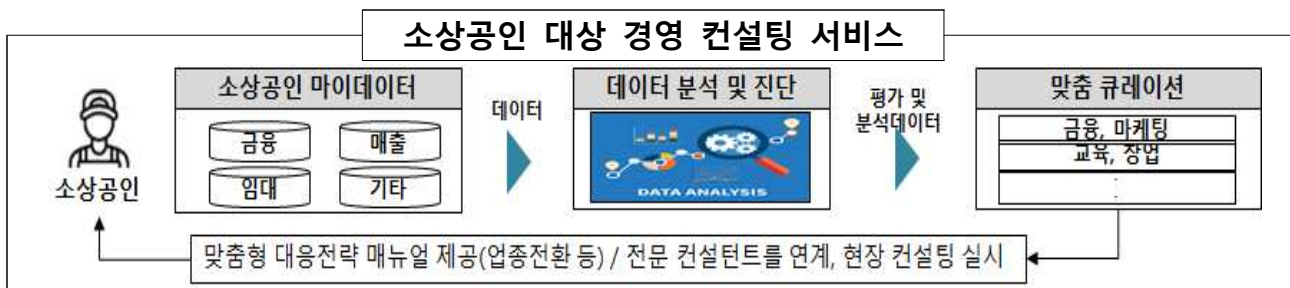 소상공인 대상 경영 컨설팅 서비스
소상공인
소상공인 마이데이터
금융
매출
임대
기타
데이터
데이터 분석 및 진단
DATA ANALYSIS
평가 및
분석데이터
맞춤 큐레이션
금융, 마케팅
교육, 창업
:
맞춤형 대응전략 매뉴얼 제공(업종전환 등) / 전문 컨설턴트를 연계, 현장 컨설팅 실시